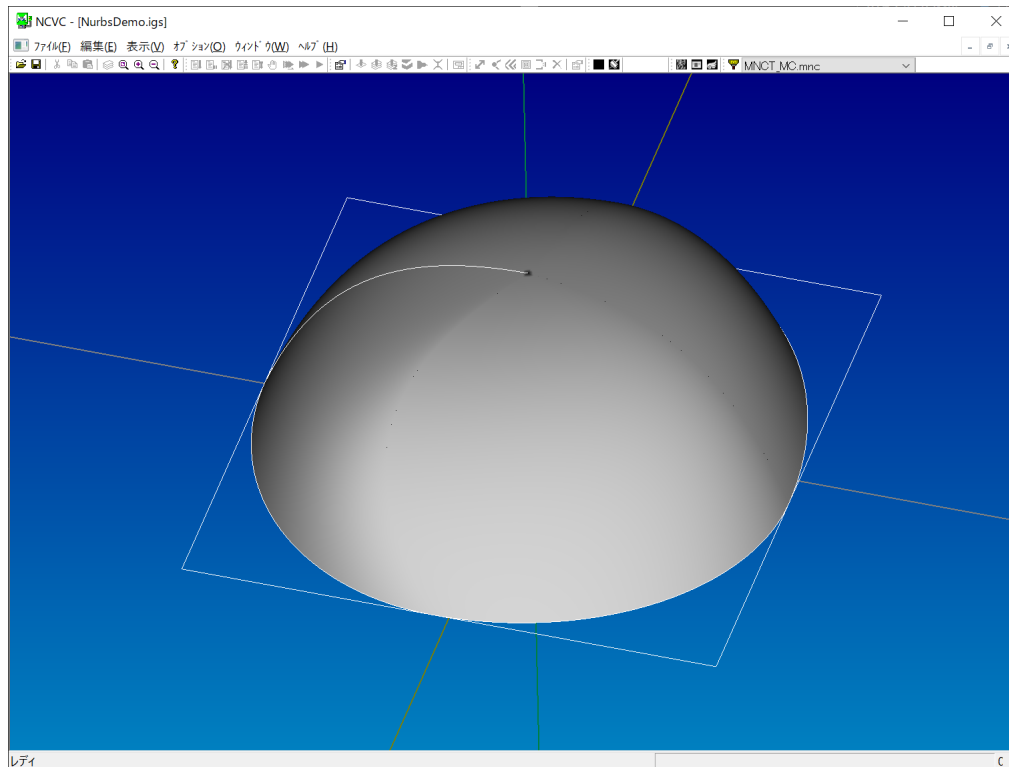 NCVC - [NurbsDemo.igs]
ﾌｧｲﾙ(F) 編集(E) 表示(V) ｵﾌﾟｼｮﾝ(O) ｳｨﾝﾄﾞｳ(W) ﾍﾙﾌﾟ(H)
MNCT_MC.mnc
レディ